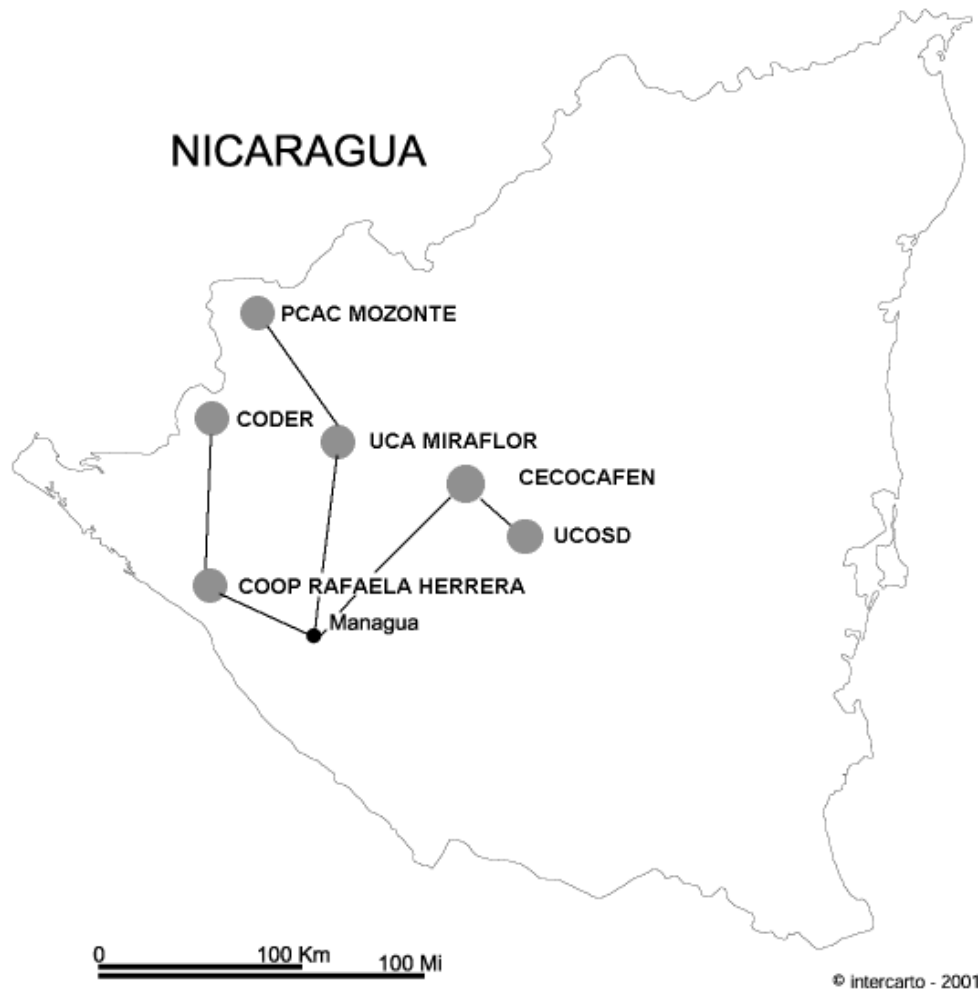 NICARAGUA
PCAC MOZONTE
CODER
UCA MIRAFLOR
CECOCAFEN
UCOSD
COOP RAFAELA HERRERA
Managua
0 100 Km
100 Mi
© intercarto - 2001